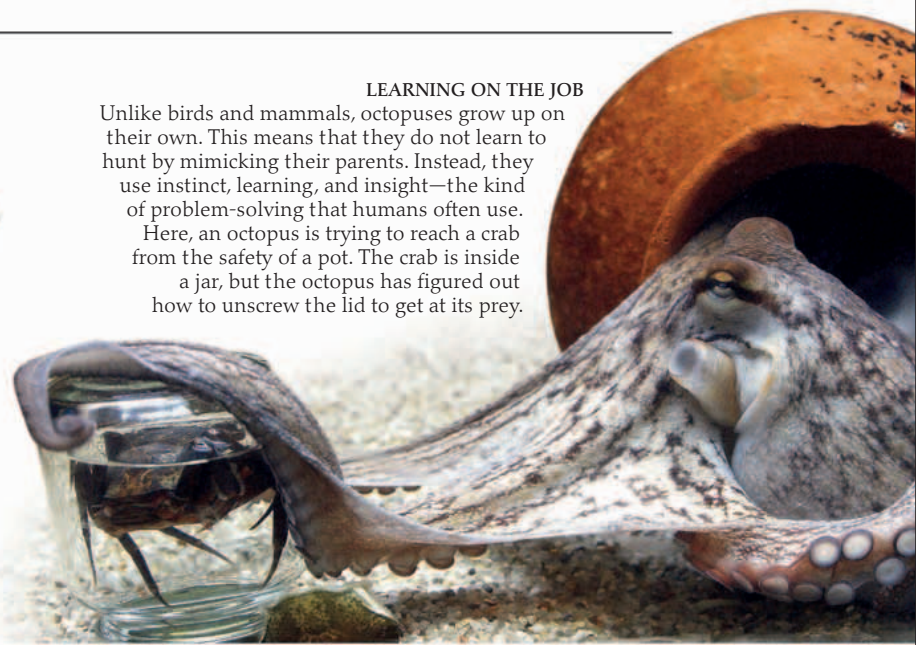 LEARNING ON THE JOB
Unlike birds and mammals, octopuses grow up on
their own. This means that they do not learn to
hunt by mimicking their parents. Instead, they
use instinct, learning, and insight—the kind
of problem-solving that humans often use.
Here, an octopus is trying to reach a crab
from the safety of a pot. The crab is inside
a jar, but the octopus has figured out
how to unscrew the lid to get at its prey.